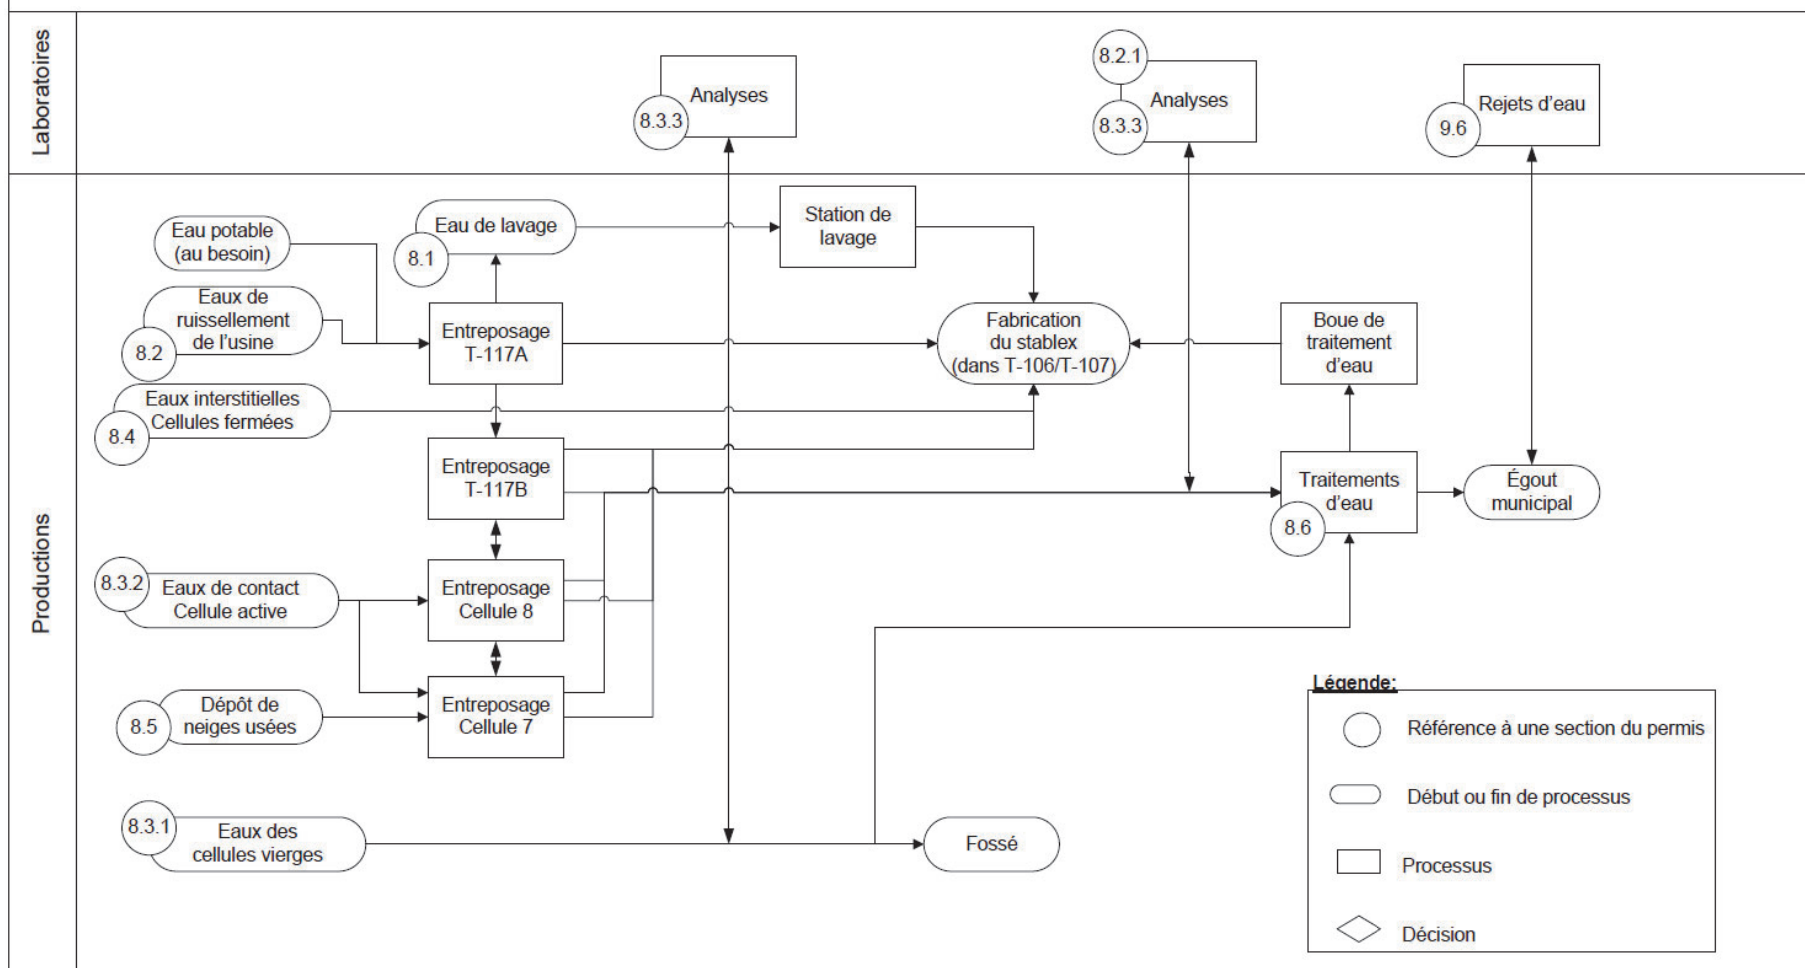 Laboratoires
Analyses
8.3.3
8.2.1
Analyses
8.3.3
Rejets d'eau
9.6
Productions
Eau potable
(au besoin)
Eau de lavage
8.1
Station de
lavage
Eaux de
ruissellement
de l'usine
8.2
Entreposage
T-117A
Fabrication
du stablex
(dans T-106/T-107)
Boue de
traitement
d'eau
Eaux interstitielles
Cellules fermées
8.4
Entreposage
T-117B
Traitements
d'eau
8.6
Égout
municipal
8.3.2
Eaux de contact
Cellule active
Entreposage
Cellule 8
Dépôt de
neiges usées
8.5
Entreposage
Cellule 7
8.3.1
Eaux des
cellules vierges
Fossé
Légende:
Référence à une section du permis
Début ou fin de processus
Processus
Décision